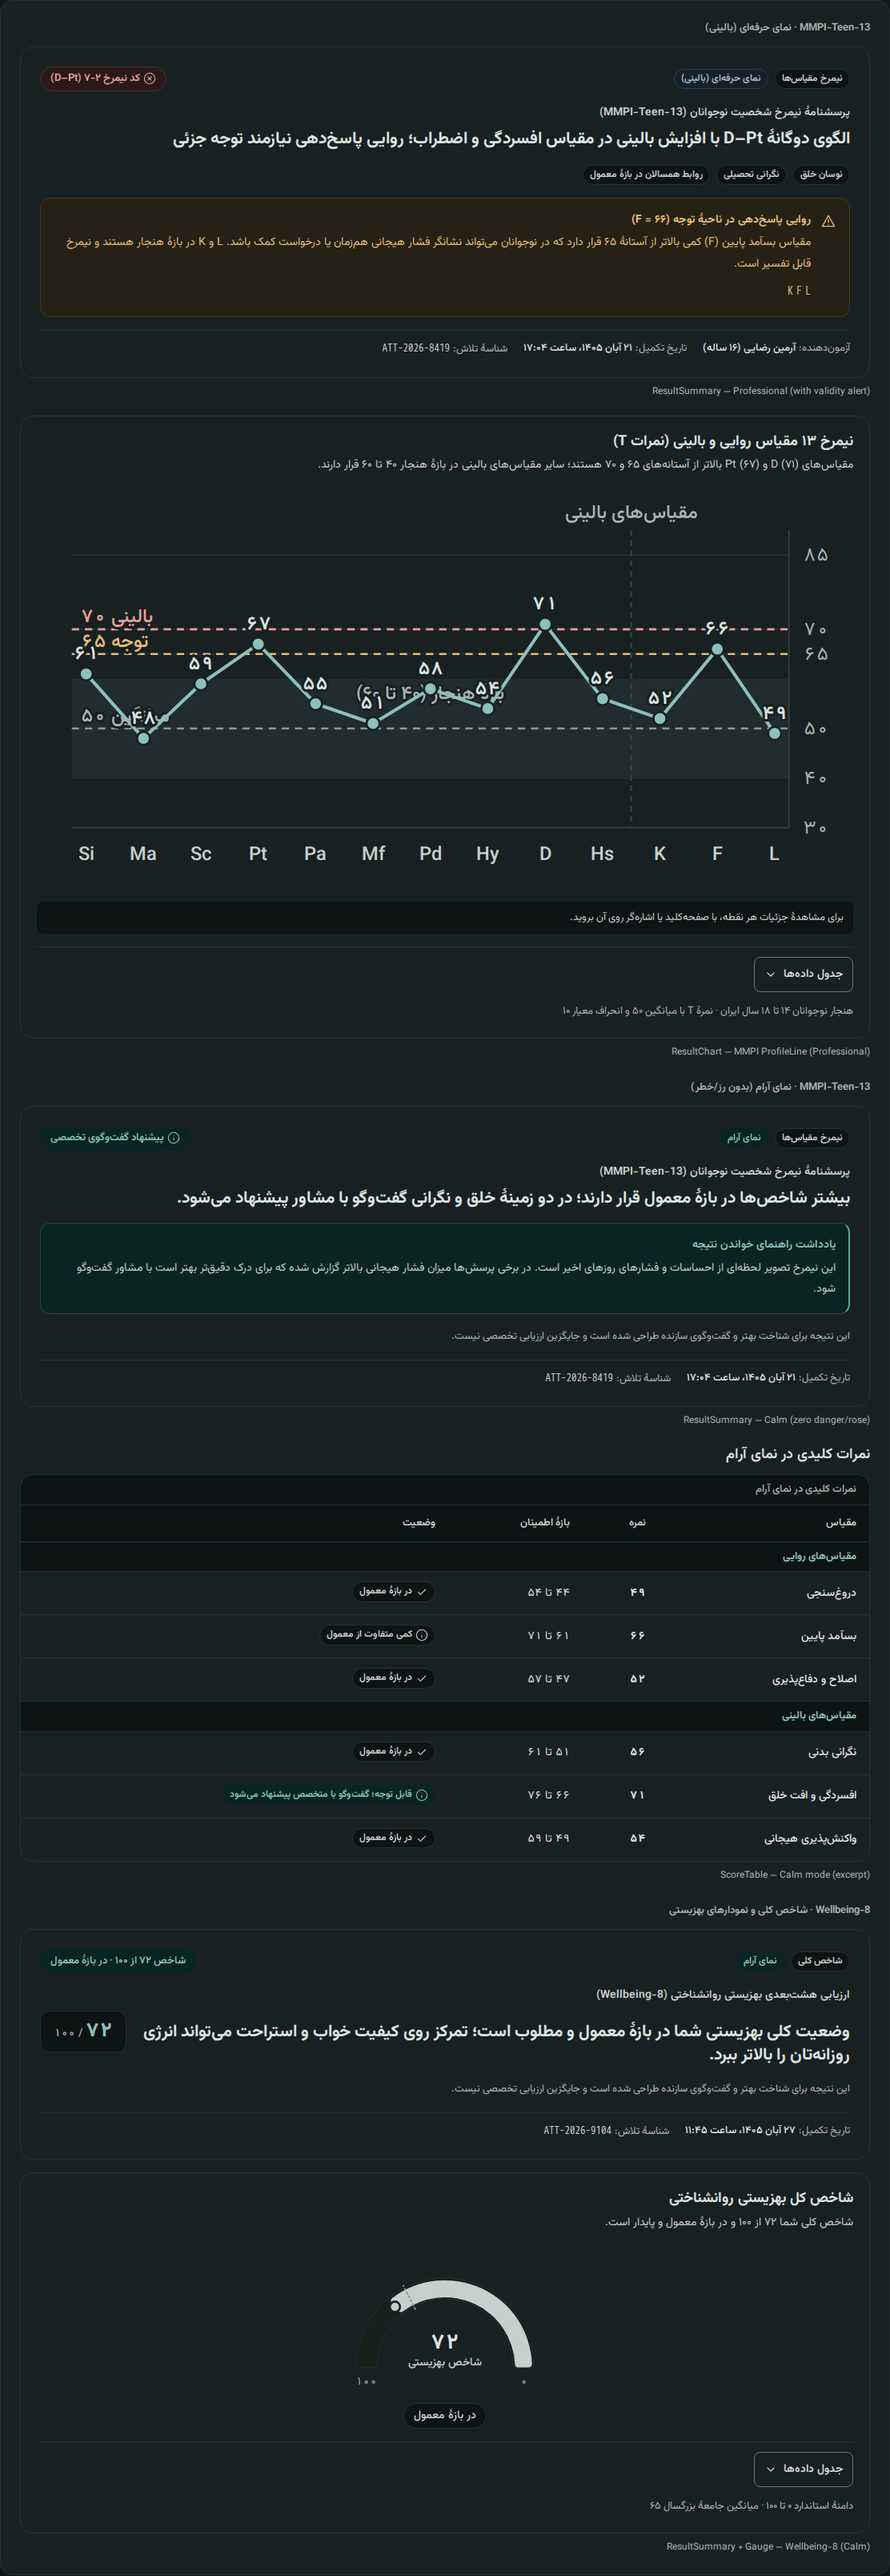 MMPI-Teen-13 · نمای حرفه‌ای (بالینی)
نیمرخ مقیاس‌ها
نمای حرفه‌ای (بالینی)
کد نیمرخ ۲-۷ (D–Pt)
پرسشنامهٔ نیمرخ شخصیت نوجوانان (MMPI-Teen-13)
الگوی دوگانهٔ D–Pt با افزایش بالینی در مقیاس افسردگی و اضطراب؛ روایی پاسخ‌دهی نیازمند توجه جزئی
نوسان خلق
نگرانی تحصیلی
روابط همسالان در بازهٔ معمول
روایی پاسخ‌دهی در ناحیهٔ توجه (F = ۶۶)
مقیاس بسآمد پایین (F) کمی بالاتر از آستانهٔ ۶۵ قرار دارد که در نوجوانان می‌تواند نشانگر فشار هیجانی هم‌زمان یا درخواست کمک باشد. L و K در بازهٔ هنجار هستند و نیمرخ
قابل تفسیر است.
K F L
آزمون‌دهنده: آرمین رضایی (۱۶ ساله)
تاریخ تکمیل: ۲۱ آبان ۱۴۰۵، ساعت ۱۷:۰۴
شناسهٔ تلاش: ATT-2026-8419
ResultSummary — Professional (with validity alert)
نیمرخ ۱۳ مقیاس روایی و بالینی (نمرات T)
مقیاس‌های D (۷۱) و Pt (۶۷) بالاتر از آستانه‌های ۶۵ و ۷۰ هستند؛ سایر مقیاس‌های بالینی در بازهٔ هنجار ۴۰ تا ۶۰ قرار دارند.
مقیاس‌های بالینی
۸۵
۷۰
۶۵
۵۰
۴۰
۳۰
بالینی ۷۰
توجه ۶۵
میانگین ۵۰
بازهٔ هنجار (۴۰ تا ۶۰)
۶۱
۴۸
۵۹
۶۷
۵۵
۵۱
۵۸
۵۴
۷۱
۵۶
۵۲
۶۶
۴۹
Si Ma Sc Pt Pa Mf Pd Hy D Hs K F L
برای مشاهدهٔ جزئیات هر نقطه، با صفحه‌کلید یا اشاره‌گر روی آن بروید.
جدول داده‌ها
هنجار نوجوانان ۱۴ تا ۱۸ سال ایران · نمرهٔ T با میانگین ۵۰ و انحراف معیار ۱۰
ResultChart — MMPI ProfileLine (Professional)
MMPI-Teen-13 · نمای آرام (بدون رز/خطر)
نیمرخ مقیاس‌ها
نمای آرام
پیشنهاد گفت‌وگوی تخصصی
پرسشنامهٔ نیمرخ شخصیت نوجوانان (MMPI-Teen-13)
بیشتر شاخص‌ها در بازهٔ معمول قرار دارند؛ در دو زمینهٔ خلق و نگرانی گفت‌وگو با مشاور پیشنهاد می‌شود.
یادداشت راهنمای خواندن نتیجه
این نیمرخ تصویر لحظه‌ای از احساسات و فشارهای روزهای اخیر است. در برخی پرسش‌ها میزان فشار هیجانی بالاتر گزارش شده که برای درک دقیق‌تر بهتر است با مشاور گفت‌وگو
شود.
این نتیجه برای شناخت بهتر و گفت‌وگوی سازنده طراحی شده است و جایگزین ارزیابی تخصصی نیست.
تاریخ تکمیل: ۲۱ آبان ۱۴۰۵، ساعت ۱۷:۰۴
شناسهٔ تلاش: ATT-2026-8419
ResultSummary — Calm (zero danger/rose)
نمرات کلیدی در نمای آرام
نمرات کلیدی در نمای آرام
مقیاس نمره بازهٔ اطمینان وضعیت
مقیاس‌های روایی
دروغ‌سنجی ۴۹ ۴۴ تا ۵۴ در بازهٔ معمول
بسآمد پایین ۶۶ ۶۱ تا ۷۱ کمی متفاوت از معمول
اصلاح و دفاع‌پذیری ۵۲ ۴۷ تا ۵۷ در بازهٔ معمول
مقیاس‌های بالینی
نگرانی بدنی ۵۶ ۵۱ تا ۶۱ در بازهٔ معمول
افسردگی و افت خلق ۷۱ ۶۶ تا ۷۶ قابل توجه؛ گفت‌وگو با متخصص پیشنهاد می‌شود
واکنش‌پذیری هیجانی ۵۴ ۴۹ تا ۵۹ در بازهٔ معمول
ScoreTable — Calm mode (excerpt)
Wellbeing-8 · شاخص کلی و نمودارهای بهزیستی
شاخص کلی
نمای آرام
شاخص ۷۲ از ۱۰۰ · در بازهٔ معمول
ارزیابی هشت‌بعدی بهزیستی روانشناختی (Wellbeing-8)
وضعیت کلی بهزیستی شما در بازهٔ معمول و مطلوب است؛ تمرکز روی کیفیت خواب و استراحت می‌تواند انرژی
روزانه‌تان را بالاتر ببرد.
۷۲ / ۱۰۰
این نتیجه برای شناخت بهتر و گفت‌وگوی سازنده طراحی شده است و جایگزین ارزیابی تخصصی نیست.
تاریخ تکمیل: ۲۷ آبان ۱۴۰۵، ساعت ۱۱:۴۵
شناسهٔ تلاش: ATT-2026-9104
شاخص کل بهزیستی روانشناختی
شاخص کلی شما ۷۲ از ۱۰۰ و در بازهٔ معمول و پایدار است.
۷۲
شاخص بهزیستی
۰
۱۰۰
در بازهٔ معمول
جدول داده‌ها
دامنهٔ استاندارد ۰ تا ۱۰۰ · میانگین جامعهٔ بزرگسال ۶۵
ResultSummary + Gauge — Wellbeing-8 (Calm)